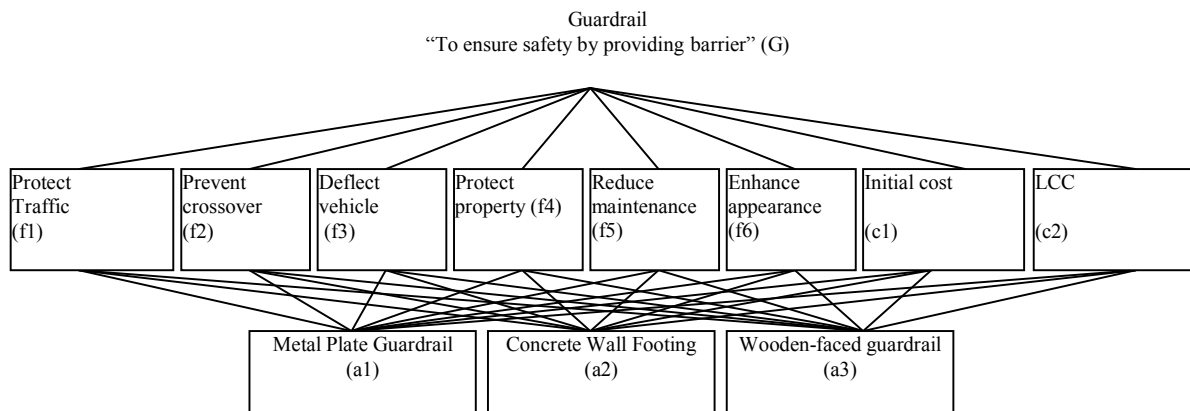 Guardrail
“To ensure safety by providing barrier” (G)
Protect
Traffic
(f1)
Prevent
crossover
(f2)
Deflect
vehicle
(f3)
Protect
property (f4)
Reduce
maintenance
(f5)
Enhance
appearance
(f6)
Initial cost
(c1)
LCC
(c2)
Metal Plate Guardrail
(a1)
Concrete Wall Footing
(a2)
Wooden-faced guardrail
(a3)